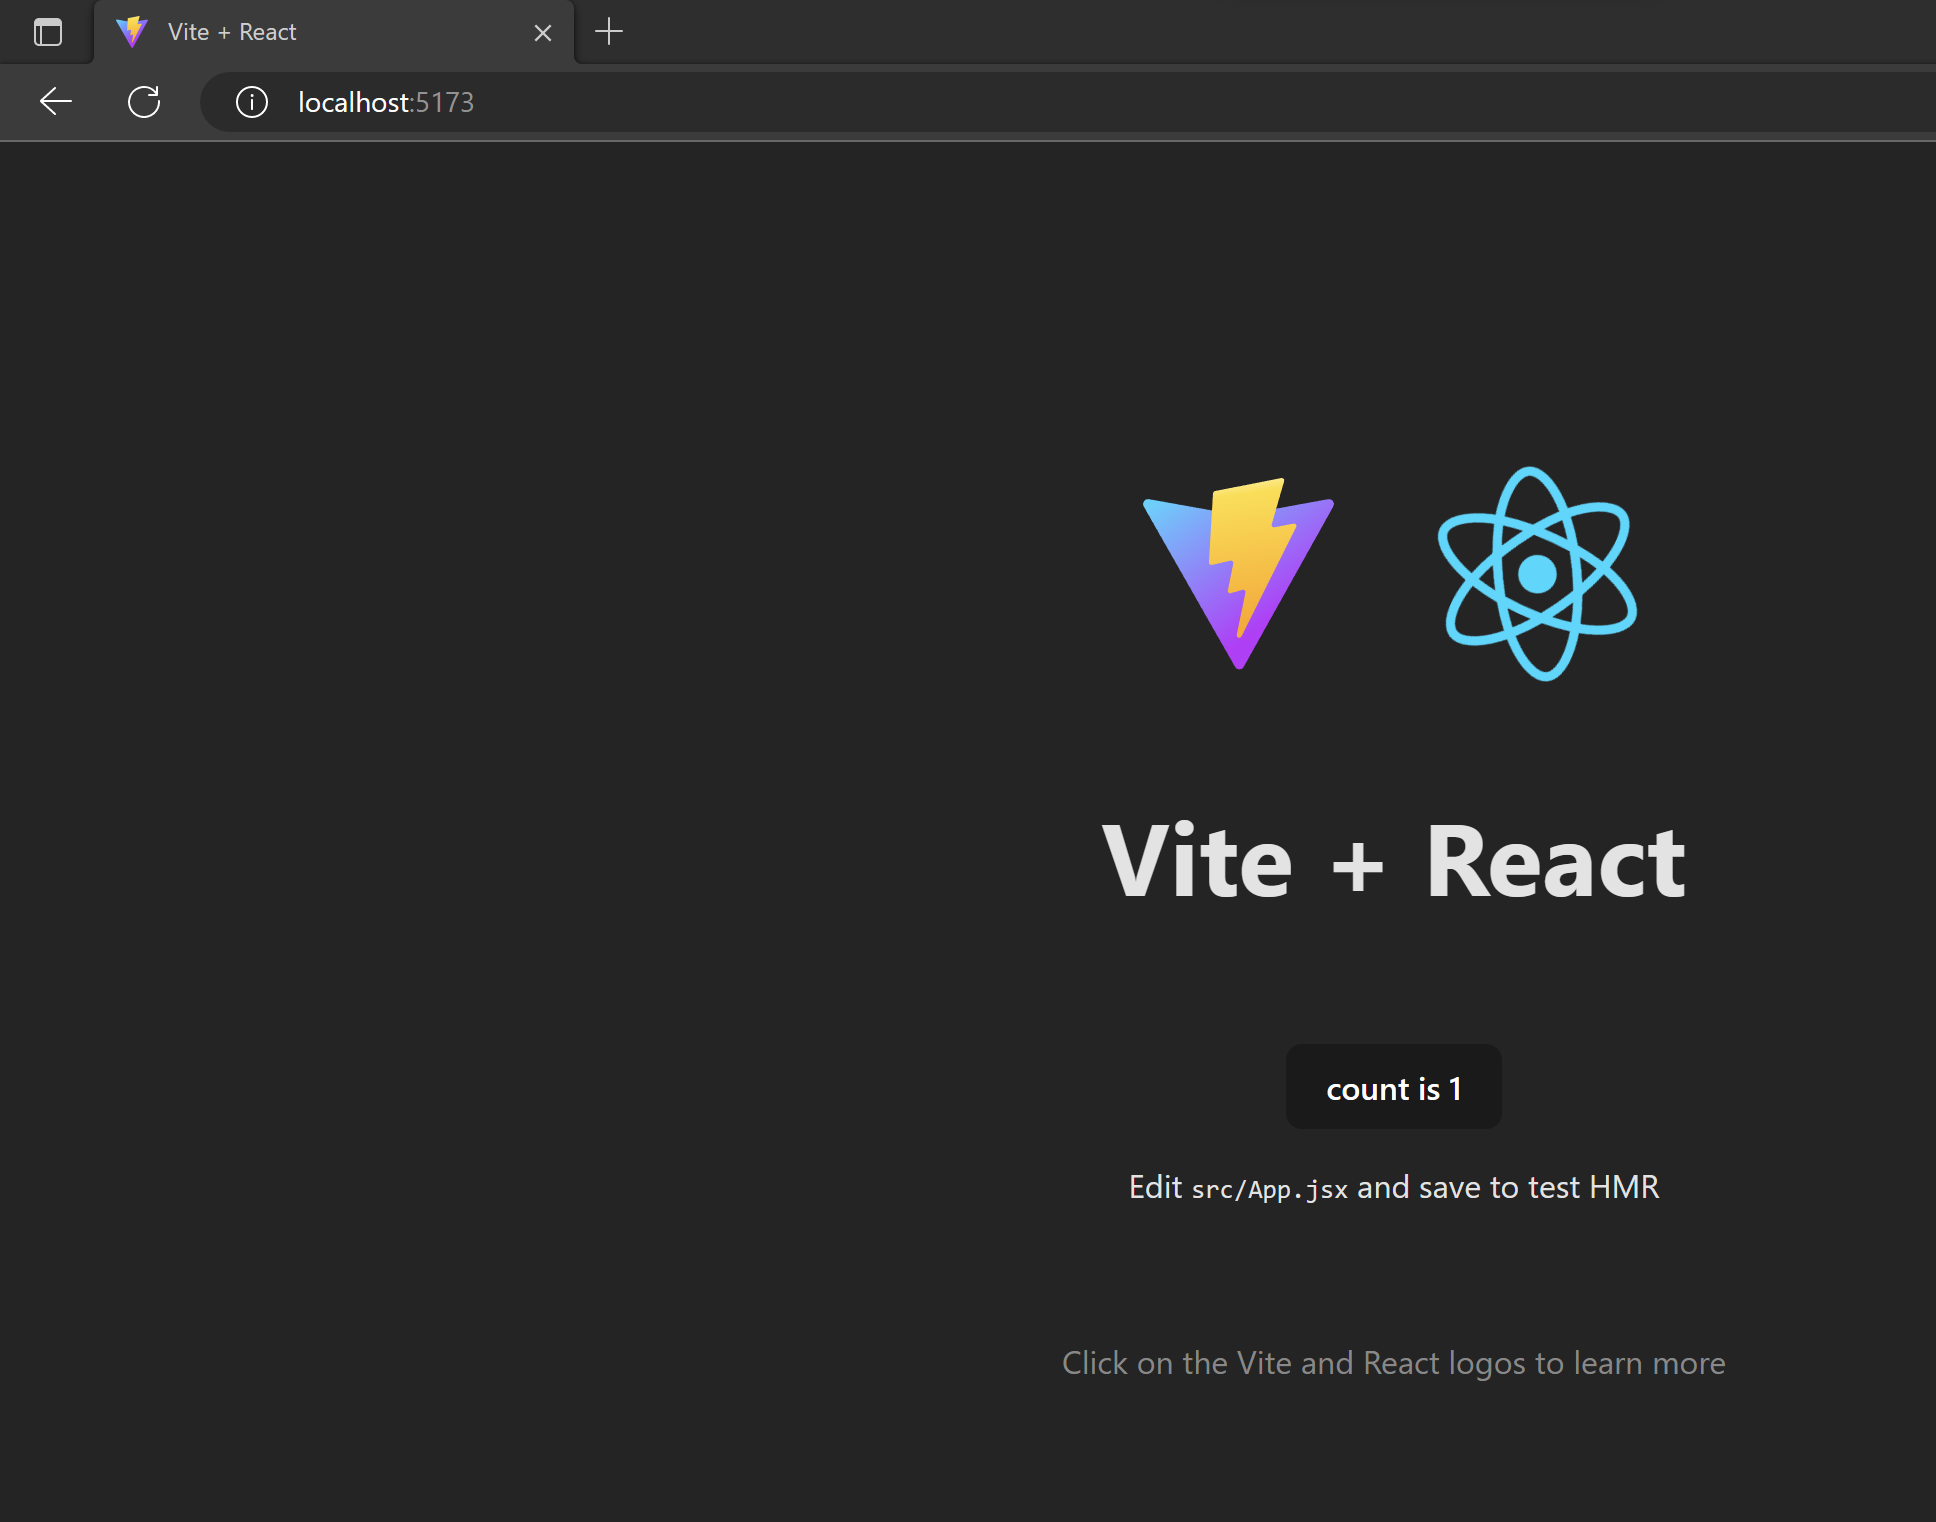 Vite + React
localhost:5173
Vite + React
count is 1
Edit src/App.jsx and save to test HMR
Click on the Vite and React logos to learn more